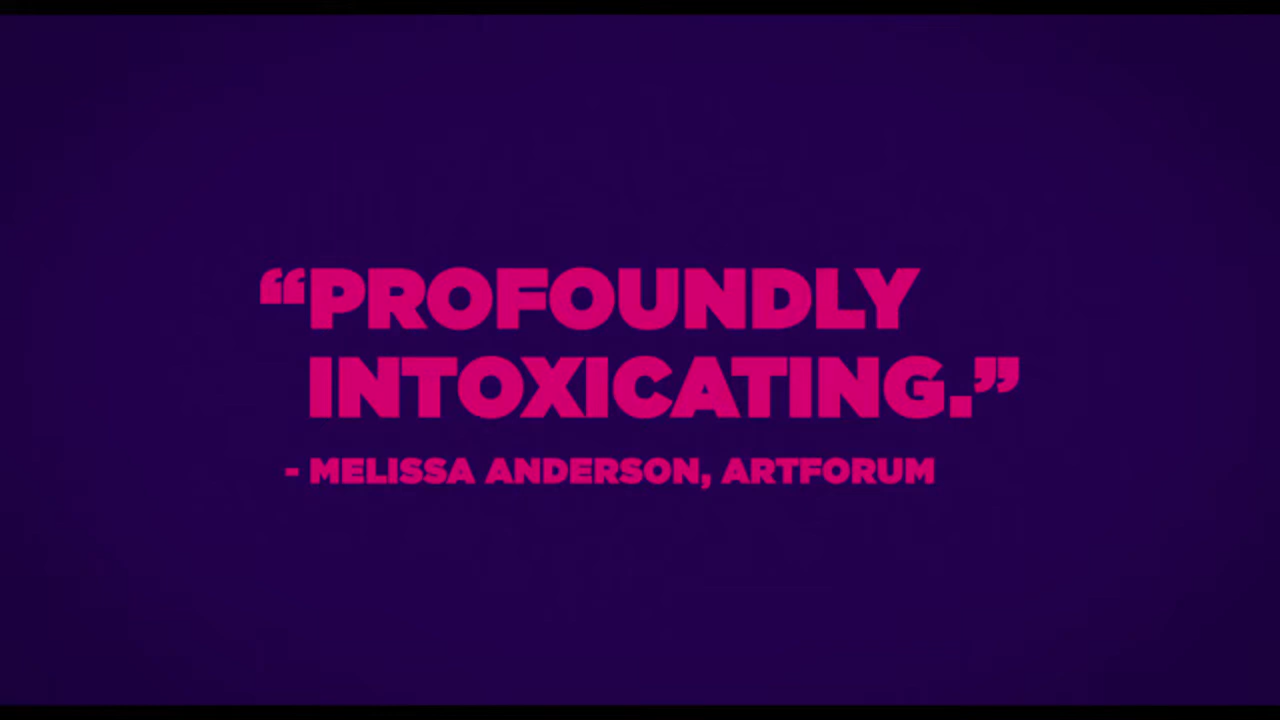 “PROFOUNDLY
INTOXICATING.”
- MELISSA ANDERSON, ARTFORUM